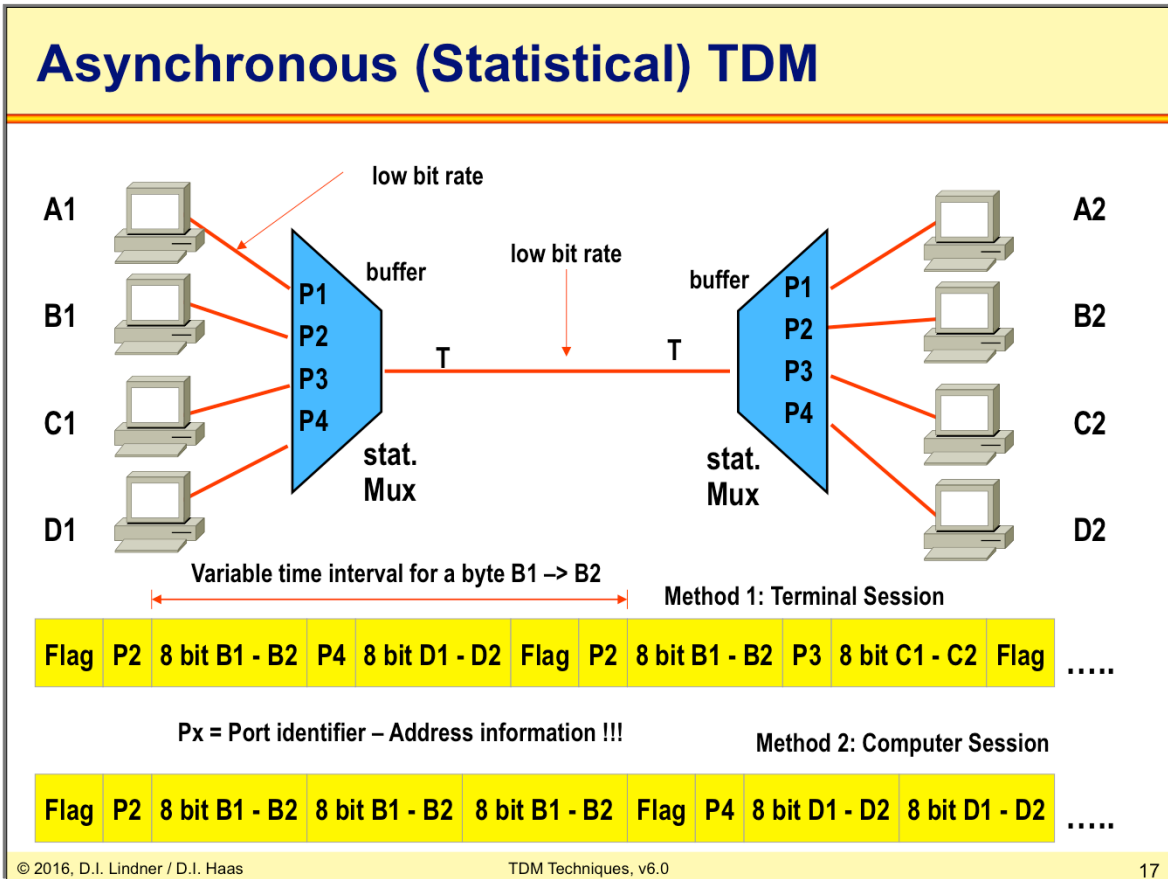 Asynchronous (Statistical) TDM
low bit rate
A1
A2
buffer
low bit rate
buffer
P1
P1
B1
B2
P2
P2
T
T
P3
P3
C1
P4
P4
C2
stat.
Mux
stat.
Mux
D1
D2
Variable time interval for a byte B1 –> B2
Method 1: Terminal Session
Flag P2 8 bit B1 - B2 P4 8 bit D1 - D2 Flag P2 8 bit B1 - B2 P3 8 bit C1 - C2 Flag .....
Px = Port identifier – Address information !!!
Method 2: Computer Session
Flag P2 8 bit B1 - B2 8 bit B1 - B2 8 bit B1 - B2 Flag P4 8 bit D1 - D2 8 bit D1 - D2 .....
© 2016, D.I. Lindner / D.I. Haas
TDM Techniques, v6.0
17